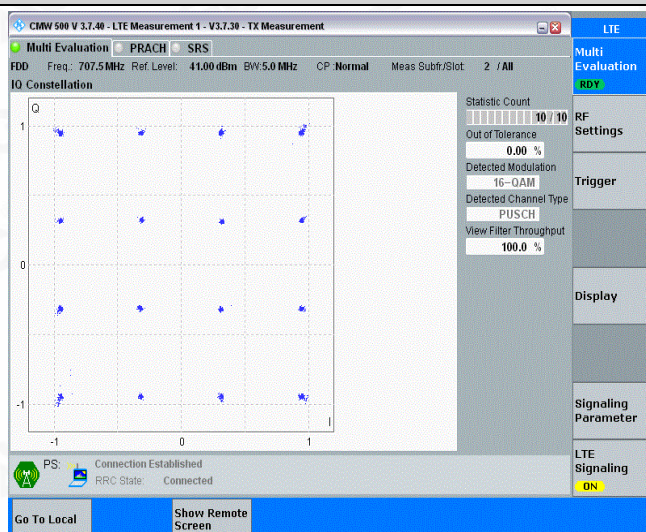 CMW 500 V 3.7.40 - LTE Measurement 1 - V3.7.30 - TX Measurement
LTE
Multi Evaluation PRACH SRS
Multi
Evaluation
RDY
FDD Freq.: 707.5 MHz Ref. Level: 41.00 dBm BW:5.0 MHz CP :Normal Meas Subfr./Slot: 2 / All
IQ Constellation
Q
1
0
-1
-1 0 1
I
Statistic Count
10 / 10
Out of Tolerance
0.00 %
Detected Modulation
16-QAM
Detected Channel Type
PUSCH
View Filter Throughput
100.0 %
RF
Settings
Trigger
Display
Signaling
Parameter
LTE
Signaling
ON
PS: Connection Established
RRC State: Connected
Go To Local
Show Remote
Screen